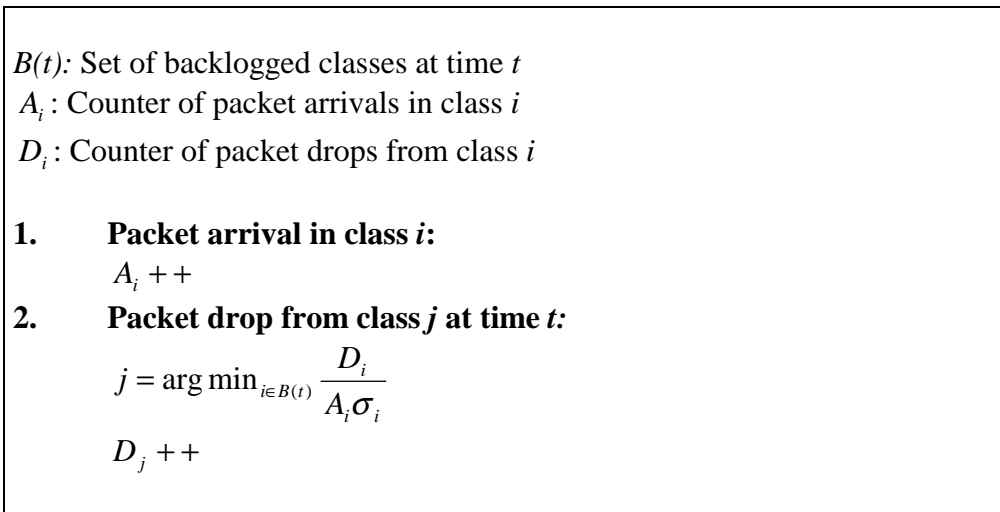 B(t): Set of backlogged classes at time t
A_i : Counter of packet arrivals in class i
D_i : Counter of packet drops from class i
1. Packet arrival in class i:
A_i + +
2. Packet drop from class j at time t:
j = arg min_{i∈B(t)} \frac{D_i}{A_i σ_i}
D_j + +